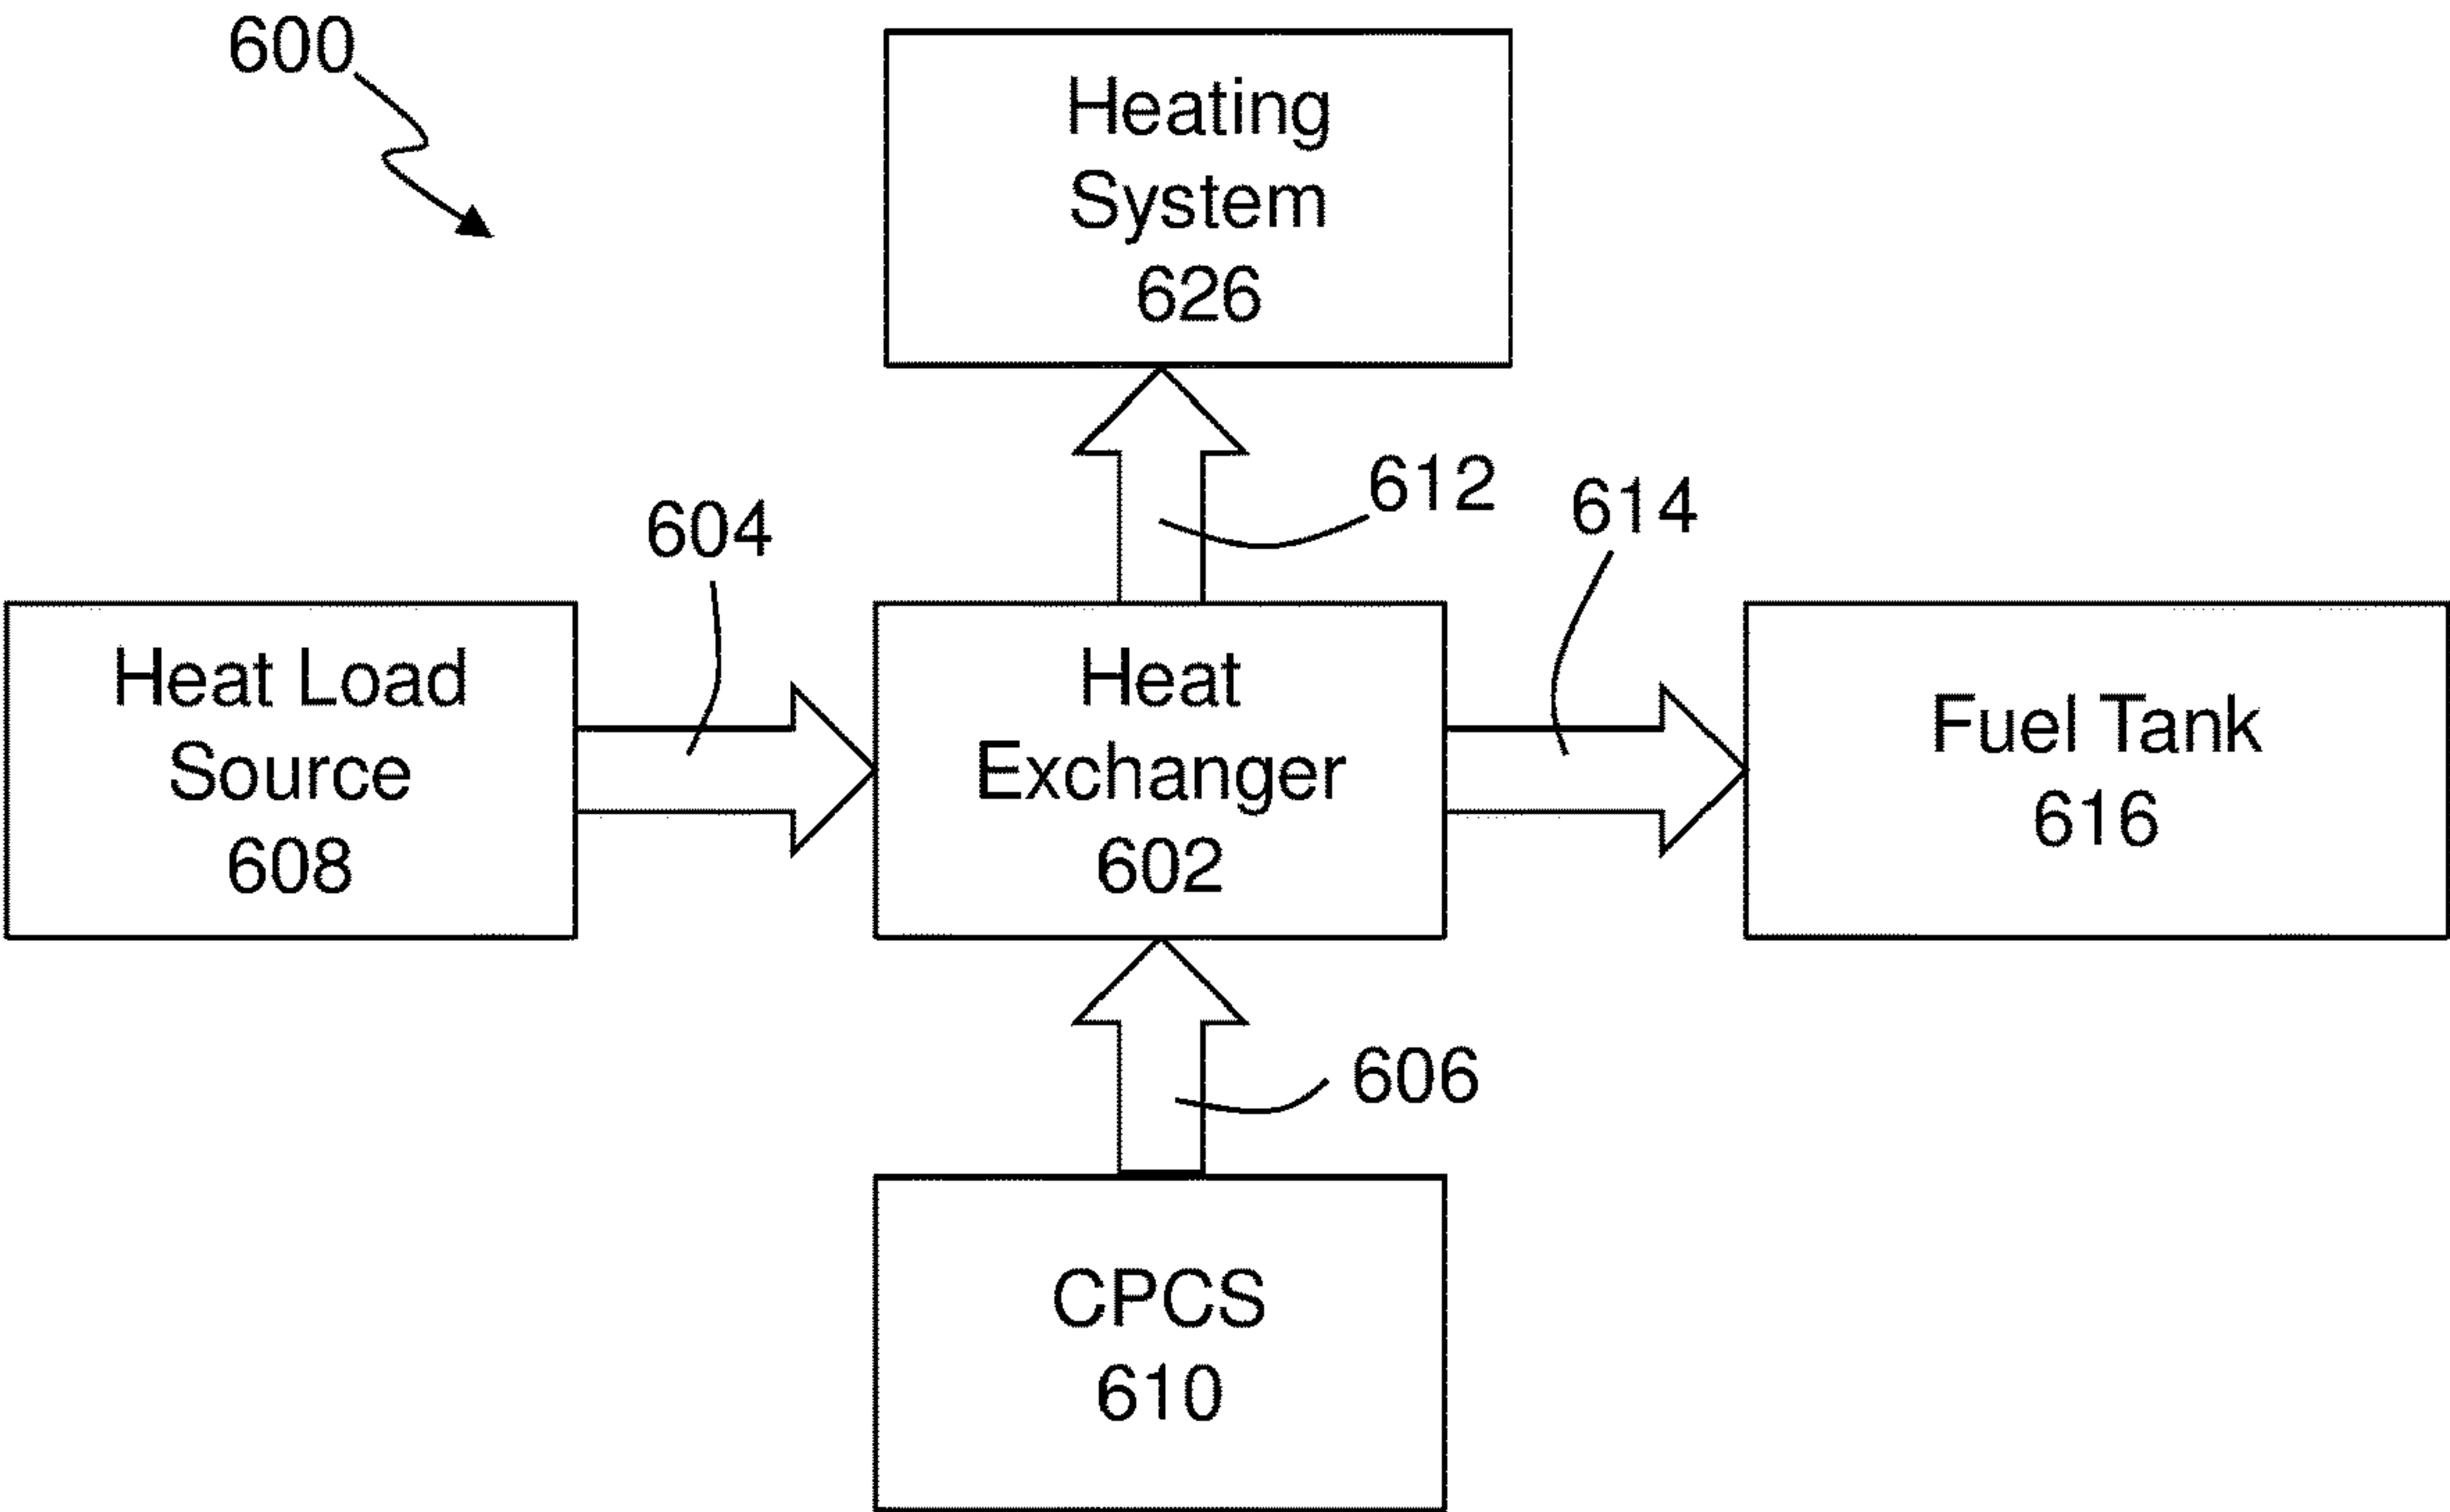 600
Heating
System
626
612
614
604
Heat Load
Source
608
Heat
Exchanger
602
Fuel Tank
616
606
CPCS
610